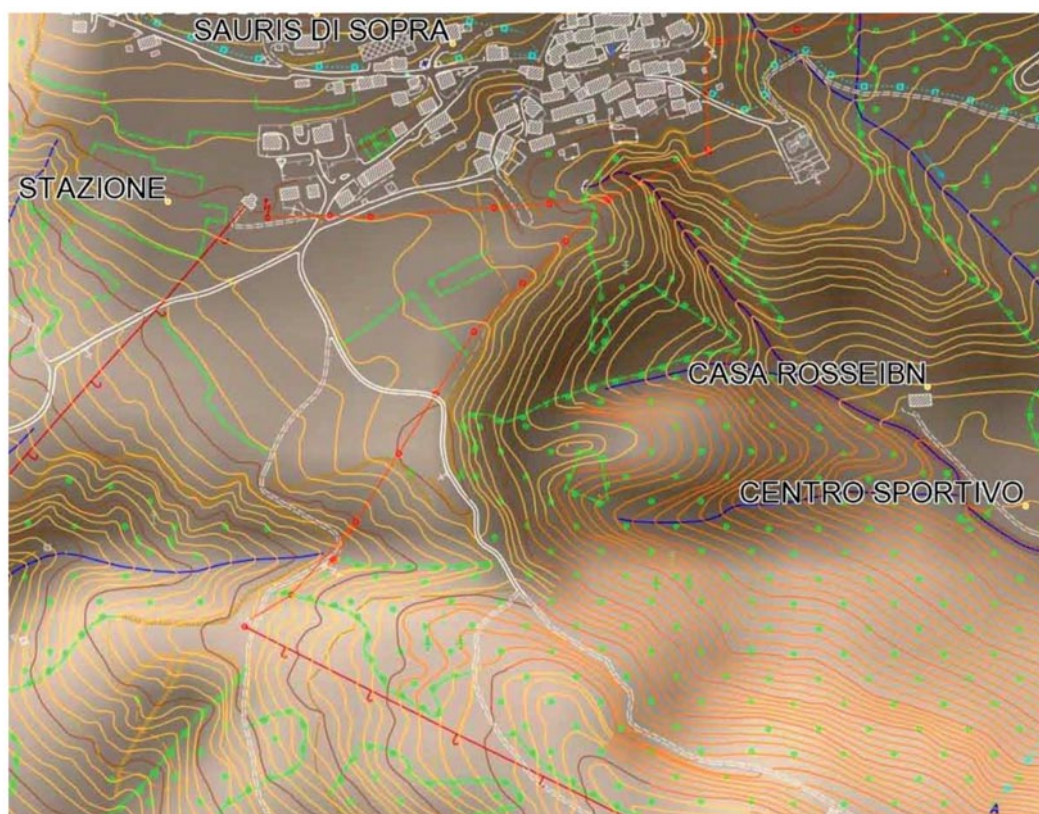 SAURIS DI SOPRA
STAZIONE
CASA ROSSEIBN
CENTRO SPORTIVO
A